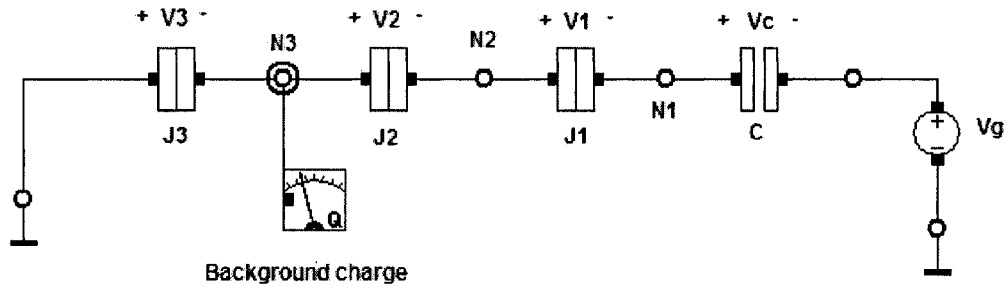 + V3 -
+ V2 -
+ V1 -
+ Vc -
N3
N2
N1
J3
J2
J1
C
+
−
Vg
Q
Background charge